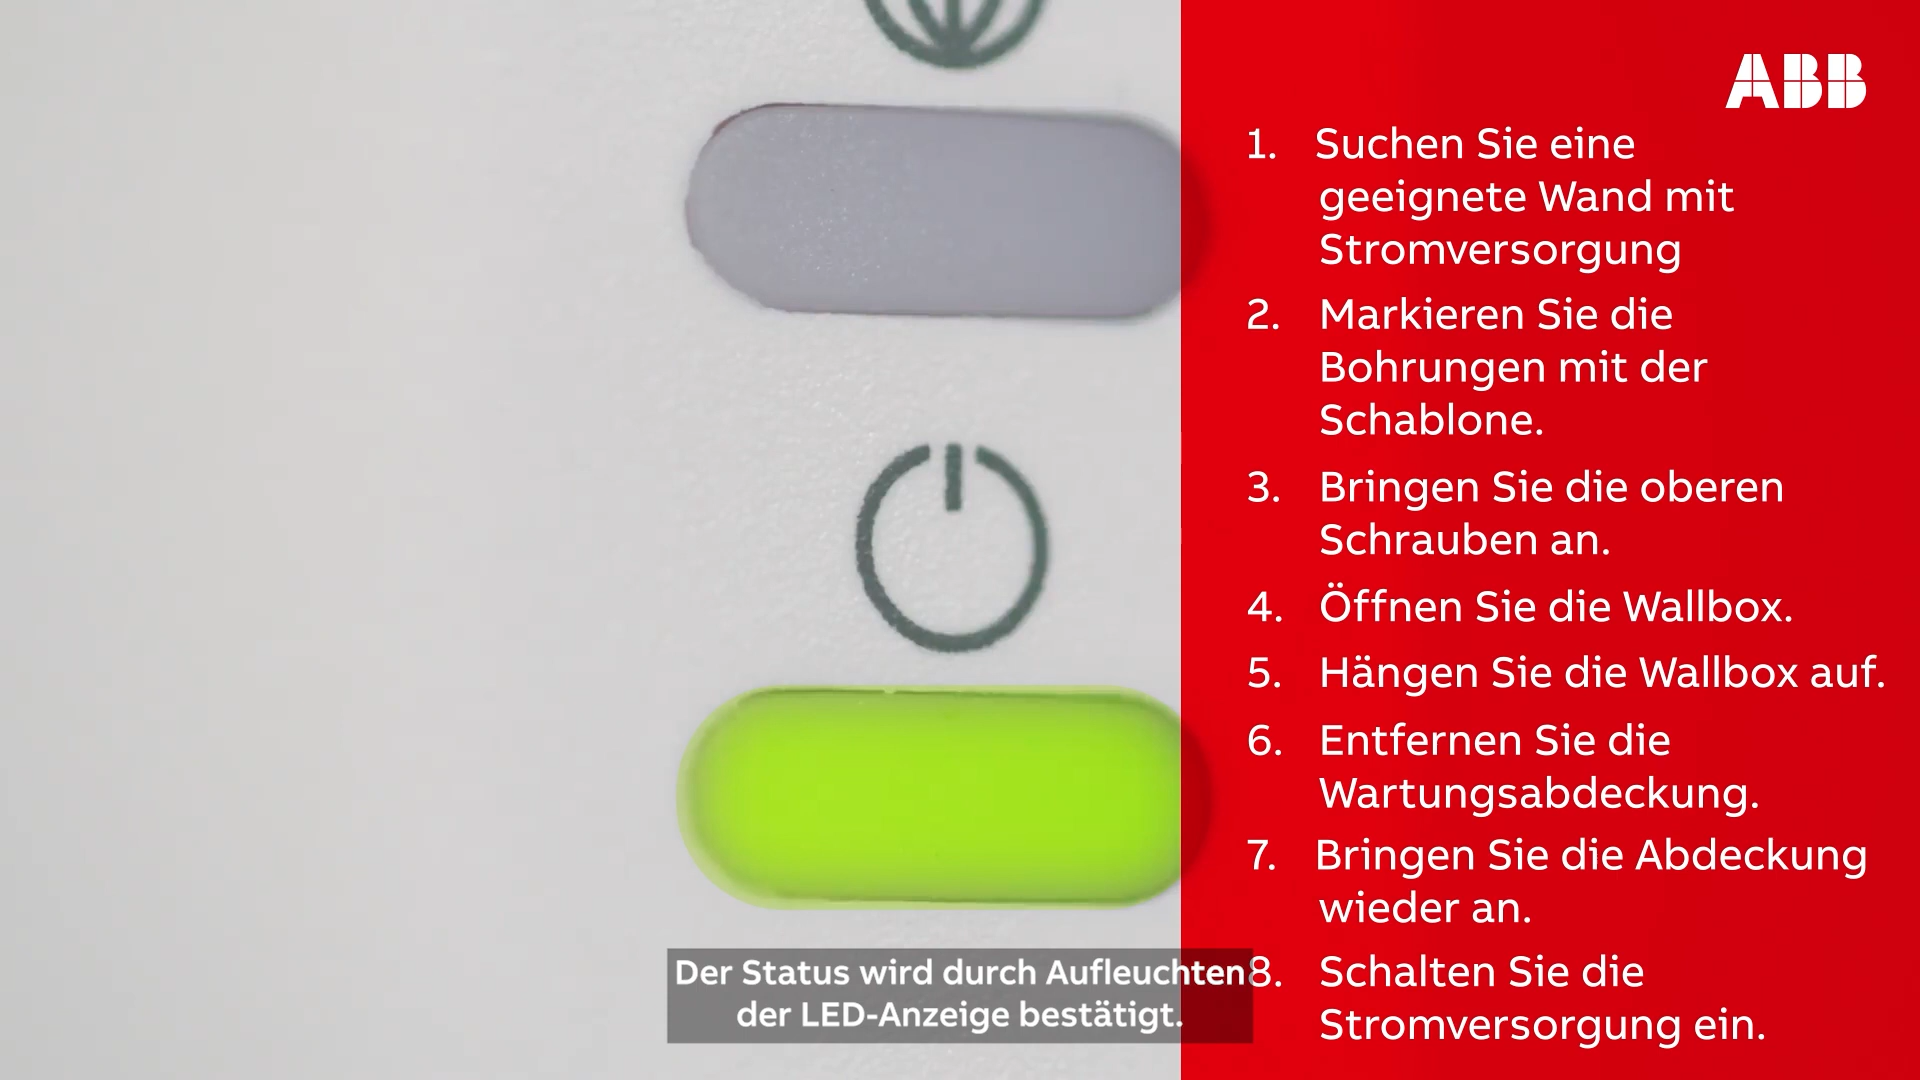 ABB
1. Suchen Sie eine
geeignete Wand mit
Stromversorgung
2. Markieren Sie die
Bohrungen mit der
Schablone.
3. Bringen Sie die oberen
Schrauben an.
4. Öffnen Sie die Wallbox.
5. Hängen Sie die Wallbox auf.
6. Entfernen Sie die
Wartungsabdeckung.
7. Bringen Sie die Abdeckung
wieder an.
8. Schalten Sie die
Stromversorgung ein.
Der Status wird durch Aufleuchten
der LED-Anzeige bestätigt.